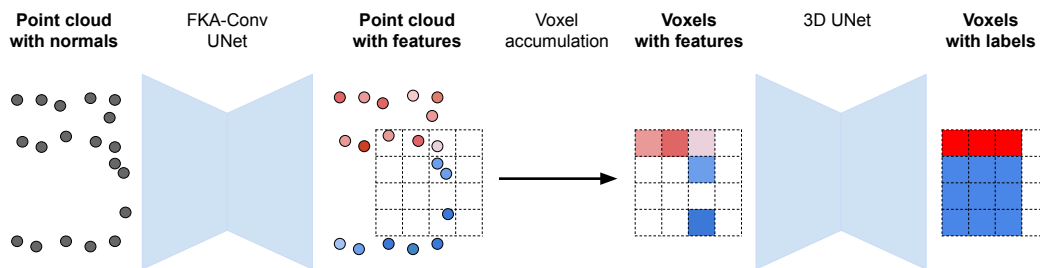 Point cloud
with normals
FKA-Conv
UNet
Point cloud
with features
Voxel
accumulation
Voxels
with features
3D UNet
Voxels
with labels